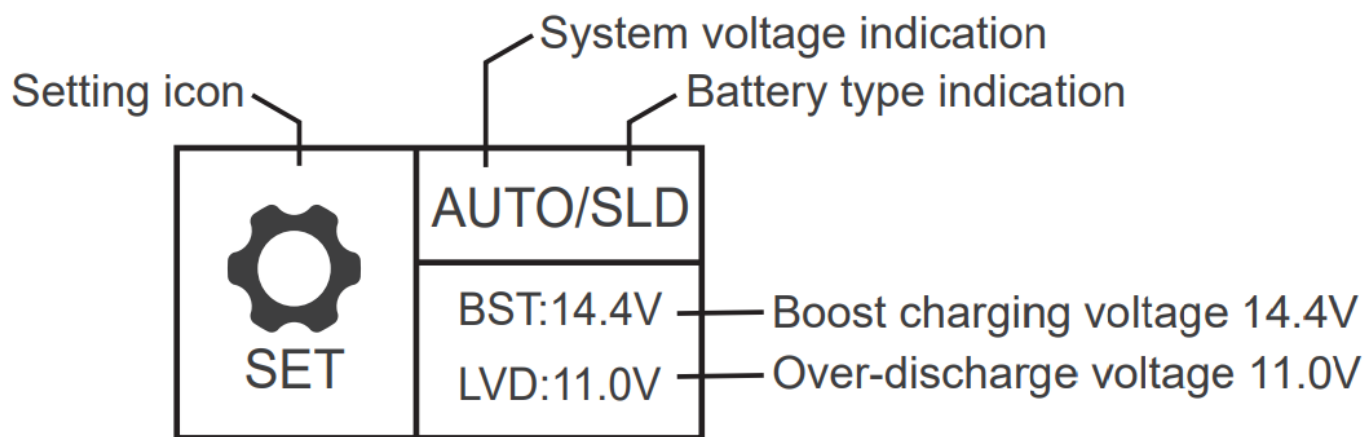 System voltage indication
Setting icon
Battery type indication
AUTO/SLD
BST:14.4V
Boost charging voltage 14.4V
SET
LVD:11.0V
Over-discharge voltage 11.0V